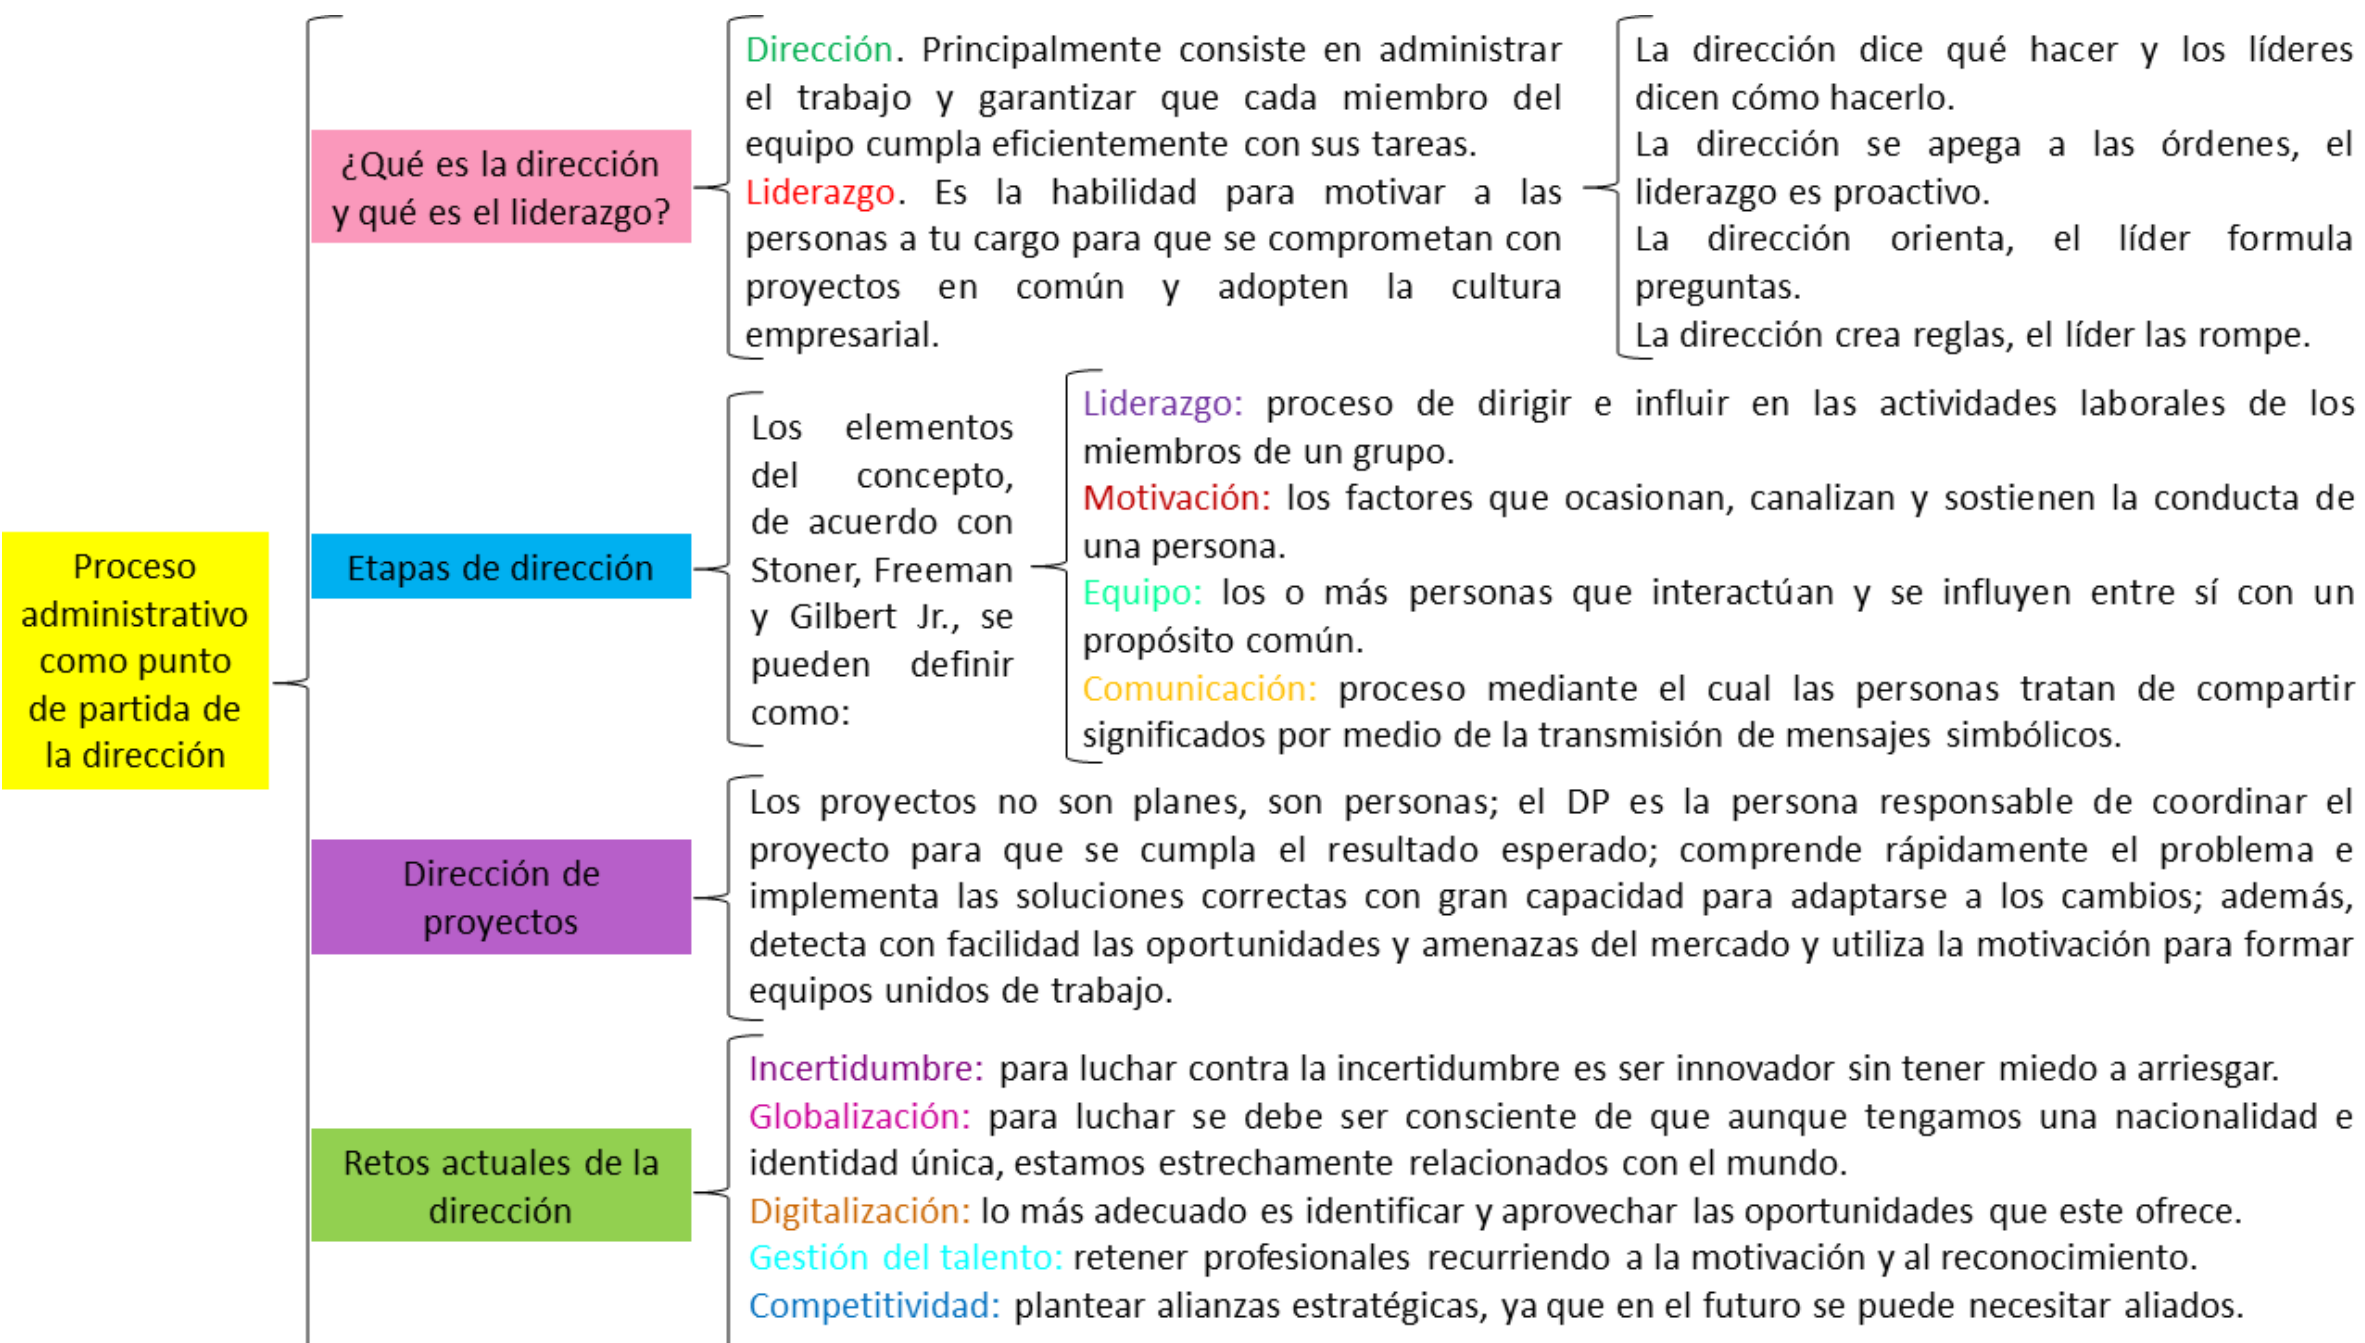 Proceso
administrativo
como punto
de partida de
la dirección
¿Qué es la dirección
y qué es el liderazgo?
Dirección. Principalmente consiste en administrar
el trabajo y garantizar que cada miembro del
equipo cumpla eficientemente con sus tareas.
Liderazgo. Es la habilidad para motivar a las
personas a tu cargo para que se comprometan con
proyectos en común y adopten la cultura
empresarial.
La dirección dice qué hacer y los líderes
dicen cómo hacerlo.
La dirección se apega a las órdenes, el
liderazgo es proactivo.
La dirección orienta, el líder formula
preguntas.
La dirección crea reglas, el líder las rompe.
Etapas de dirección
Los elementos
del concepto,
de acuerdo con
Stoner, Freeman
y Gilbert Jr., se
pueden definir
como:
Liderazgo: proceso de dirigir e influir en las actividades laborales de los
miembros de un grupo.
Motivación: los factores que ocasionan, canalizan y sostienen la conducta de
una persona.
Equipo: los o más personas que interactúan y se influyen entre sí con un
propósito común.
Comunicación: proceso mediante el cual las personas tratan de compartir
significados por medio de la transmisión de mensajes simbólicos.
Dirección de
proyectos
Los proyectos no son planes, son personas; el DP es la persona responsable de coordinar el
proyecto para que se cumpla el resultado esperado; comprende rápidamente el problema e
implementa las soluciones correctas con gran capacidad para adaptarse a los cambios; además,
detecta con facilidad las oportunidades y amenazas del mercado y utiliza la motivación para formar
equipos unidos de trabajo.
Retos actuales de la
dirección
Incertidumbre: para luchar contra la incertidumbre es ser innovador sin tener miedo a arriesgar.
Globalización: para luchar se debe ser consciente de que aunque tengamos una nacionalidad e
identidad única, estamos estrechamente relacionados con el mundo.
Digitalización: lo más adecuado es identificar y aprovechar las oportunidades que este ofrece.
Gestión del talento: retener profesionales recurriendo a la motivación y al reconocimiento.
Competitividad: plantear alianzas estratégicas, ya que en el futuro se puede necesitar aliados.